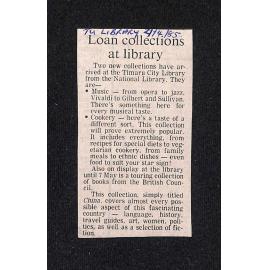 TU LIBRARY 4/4/85
Loan collections
at library
Two new collections have ar-
rived at the Timaru City Library
from the National Library. They
are—
• Music — from opera to jazz,
Vivaldi to Gilbert and Sullivan.
There's something here for
every musical taste.
• Cookery — here's a taste of
a different sort. This collection
will prove extremely popular.
It includes everything, from
recipes for special diets to veg-
etarian cookery, from family
meals to ethnic dishes — even
food to suit your star sign!
Also on display at the library
until 7 May is a touring collec-
tion of books from the British Coun-
cil.
This collection, simply titled
China, covers almost every pos-
sible aspect of this fascinating
country — language, history,
travel guides, art, women, poli-
tics, as well as a selection of fic-
tion.